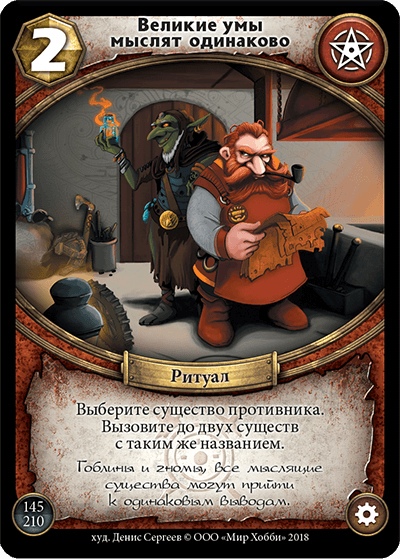 2
Великие умы
мыслят одинаково
Ритуал
Выберите существо противника.
Вызовите до двух существ
с таким же названием.
Гоблины и гномы, все мыслящие
существа могут прийти
к одинаковым выводам.
145
210
худ. Денис Сергеев © ООО «Мир Хобби» 2018